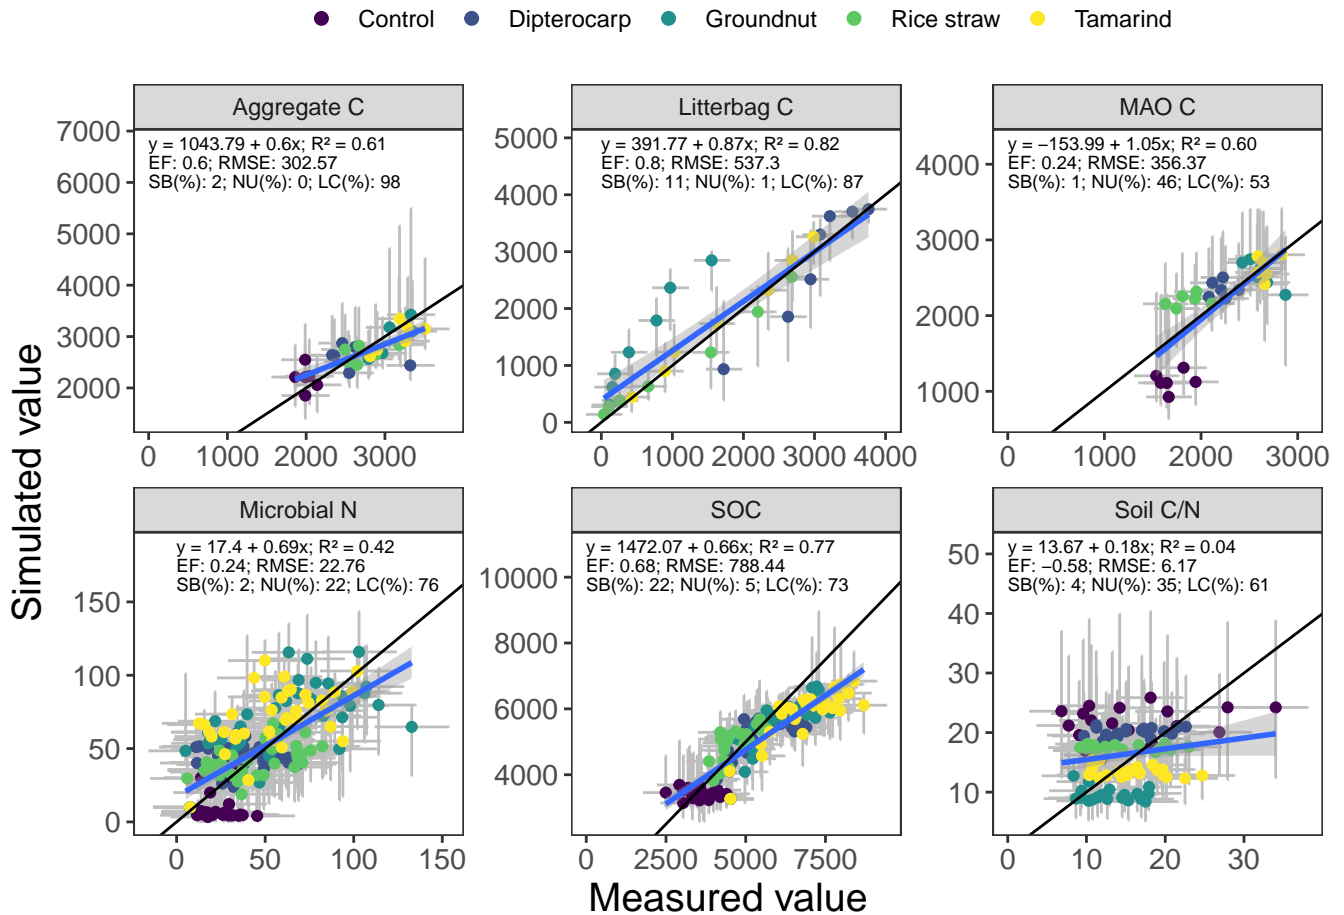 Control Dipterocarp Groundnut Rice straw Tamarind
Aggregate C
y = 1043.79 + 0.6x; R² = 0.61
EF: 0.6; RMSE: 302.57
SB(%): 2; NU(%): 0; LC(%): 98
7000
6000
5000
4000
3000
2000
0 1000 2000 3000
Litterbag C
y = 391.77 + 0.87x; R² = 0.82
EF: 0.8; RMSE: 537.3
SB(%): 11; NU(%): 1; LC(%): 87
5000
4000
3000
2000
1000
0
0 1000 2000 3000 4000
MAO C
y = −153.99 + 1.05x; R² = 0.60
EF: 0.24; RMSE: 356.37
SB(%): 1; NU(%): 46; LC(%): 53
4000
3000
2000
1000
0 1000 2000 3000
Microbial N
y = 17.4 + 0.69x; R² = 0.42
EF: 0.24; RMSE: 22.76
SB(%): 2; NU(%): 22; LC(%): 76
150
100
50
0
0 50 100 150
SOC
y = 1472.07 + 0.66x; R² = 0.77
EF: 0.68; RMSE: 788.44
SB(%): 22; NU(%): 5; LC(%): 73
10000
8000
6000
4000
0 2500 5000 7500
Soil C/N
y = 13.67 + 0.18x; R² = 0.04
EF: −0.58; RMSE: 6.17
SB(%): 4; NU(%): 35; LC(%): 61
50
40
30
20
10
0 10 20 30
Simulated value
Measured value